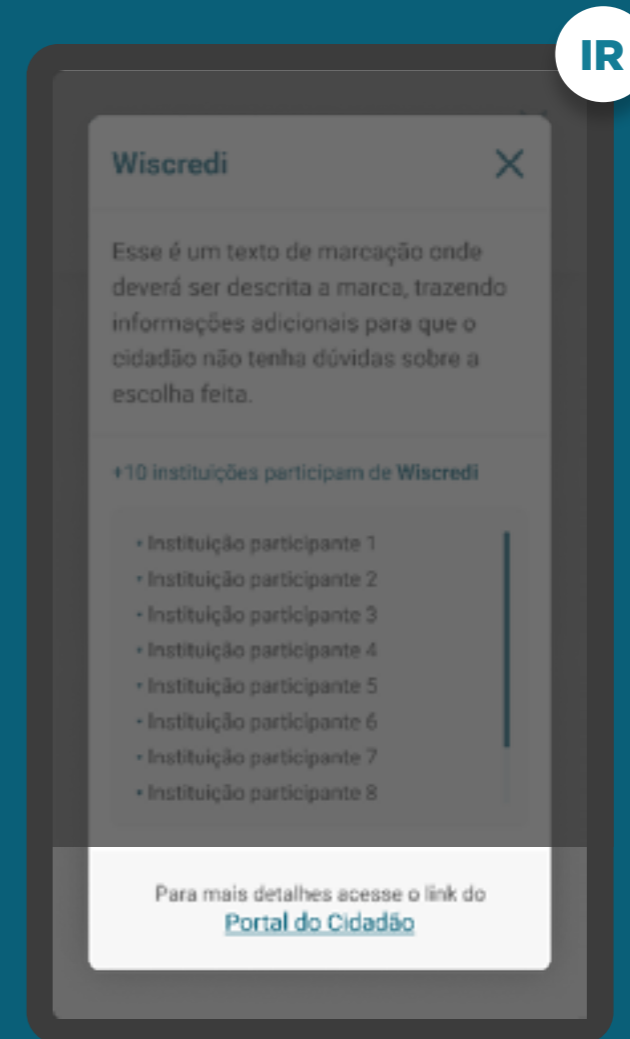 IR
Wiscredi
Esse é um texto de marcação onde
deverá ser descrita a marca, trazendo
informações adicionais para que o
cidadão não tenha dúvidas sobre a
escolha feita.
+10 instituições participam de Wiscredi
• Instituição participante 1
• Instituição participante 2
• Instituição participante 3
• Instituição participante 4
• Instituição participante 5
• Instituição participante 6
• Instituição participante 7
• Instituição participante 8
Para mais detalhes acesse o link do
Portal do Cidadão